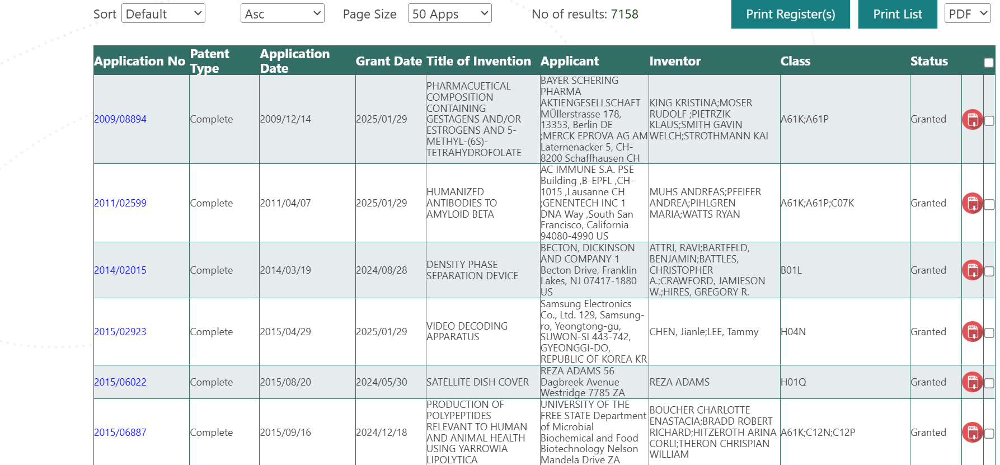 Sort Default Asc Page Size 50 Apps No of results: 7158 Print Register(s) Print List PDF
Application No Patent Type Application Date Grant Date Title of Invention Applicant Inventor Class Status
2009/08894
Complete
2009/12/14
2025/01/29
PHARMACUETICAL
COMPOSITION
CONTAINING
GESTAGENS AND/OR
ESTROGENS AND 5-
METHYL-(6S)-
TETRAHYDROFOLATE
BAYER SCHERING
PHARMA
AKTIENGESELLSCHAFT
MÜllerstrasse 178,
13353, Berlin DE
;MERCK EPROVA AG AM
Laternenacker 5, CH-
8200 Schaffhausen CH
KING KRISTINA;MOSER
RUDOLF ;PIETRZIK
KLAUS;SMITH GAVIN
WELCH;STROTHMANN KAI
A61K;A61P
Granted
2011/02599
Complete
2011/04/07
2025/01/29
HUMANIZED
ANTIBODIES TO
AMYLOID BETA
AC IMMUNE S.A. PSE
Building ,B-EPFL ,CH-
1015 ,Lausanne CH
;GENENTECH INC 1
DNA Way ,South San
Francisco, California
94080-4990 US
MUHS ANDREAS;PFEIFER
ANDREA;PIHLGREN
MARIA;WATTS RYAN
A61K;A61P;C07K
Granted
2014/02015
Complete
2014/03/19
2024/08/28
DENSITY PHASE
SEPARATION DEVICE
BECTON, DICKINSON
AND COMPANY 1
Becton Drive, Franklin
Lakes, NJ 07417-1880
US
ATTRI, RAVI;BARTFELD,
BENJAMIN;BATTLES,
CHRISTOPHER
A.;CRAWFORD, JAMIESON
W.;HIRES, GREGORY R.
B01L
Granted
2015/02923
Complete
2015/04/29
2025/01/29
VIDEO DECODING
APPARATUS
Samsung Electronics
Co., Ltd. 129, Samsung-
ro, Yeongtong-gu,
SUWON-SI 443-742,
GYEONGGI-DO,
REPUBLIC OF KOREA KR
CHEN, Jianle;LEE, Tammy
H04N
Granted
2015/06022
Complete
2015/08/20
2024/05/30
SATELLITE DISH COVER
REZA ADAMS 56
Dagbreek Avenue
Westridge 7785 ZA
REZA ADAMS
H01Q
Granted
2015/06887
Complete
2015/09/16
2024/12/18
PRODUCTION OF
POLYPEPTIDES
RELEVANT TO HUMAN
AND ANIMAL HEALTH
USING YARROWIA
LIPOLYTICA
UNIVERSITY OF THE
FREE STATE Department
of Microbial
Biochemical and Food
Biotechnology Nelson
Mandela Drive ZA
BOUCHER CHARLOTTE
ENASTACIA;BRADD ROBERT
RICHARD;HITZEROTH ARINA
CORLI;THERON CHRISPIAN
WILLIAM
A61K;C12N;C12P
Granted